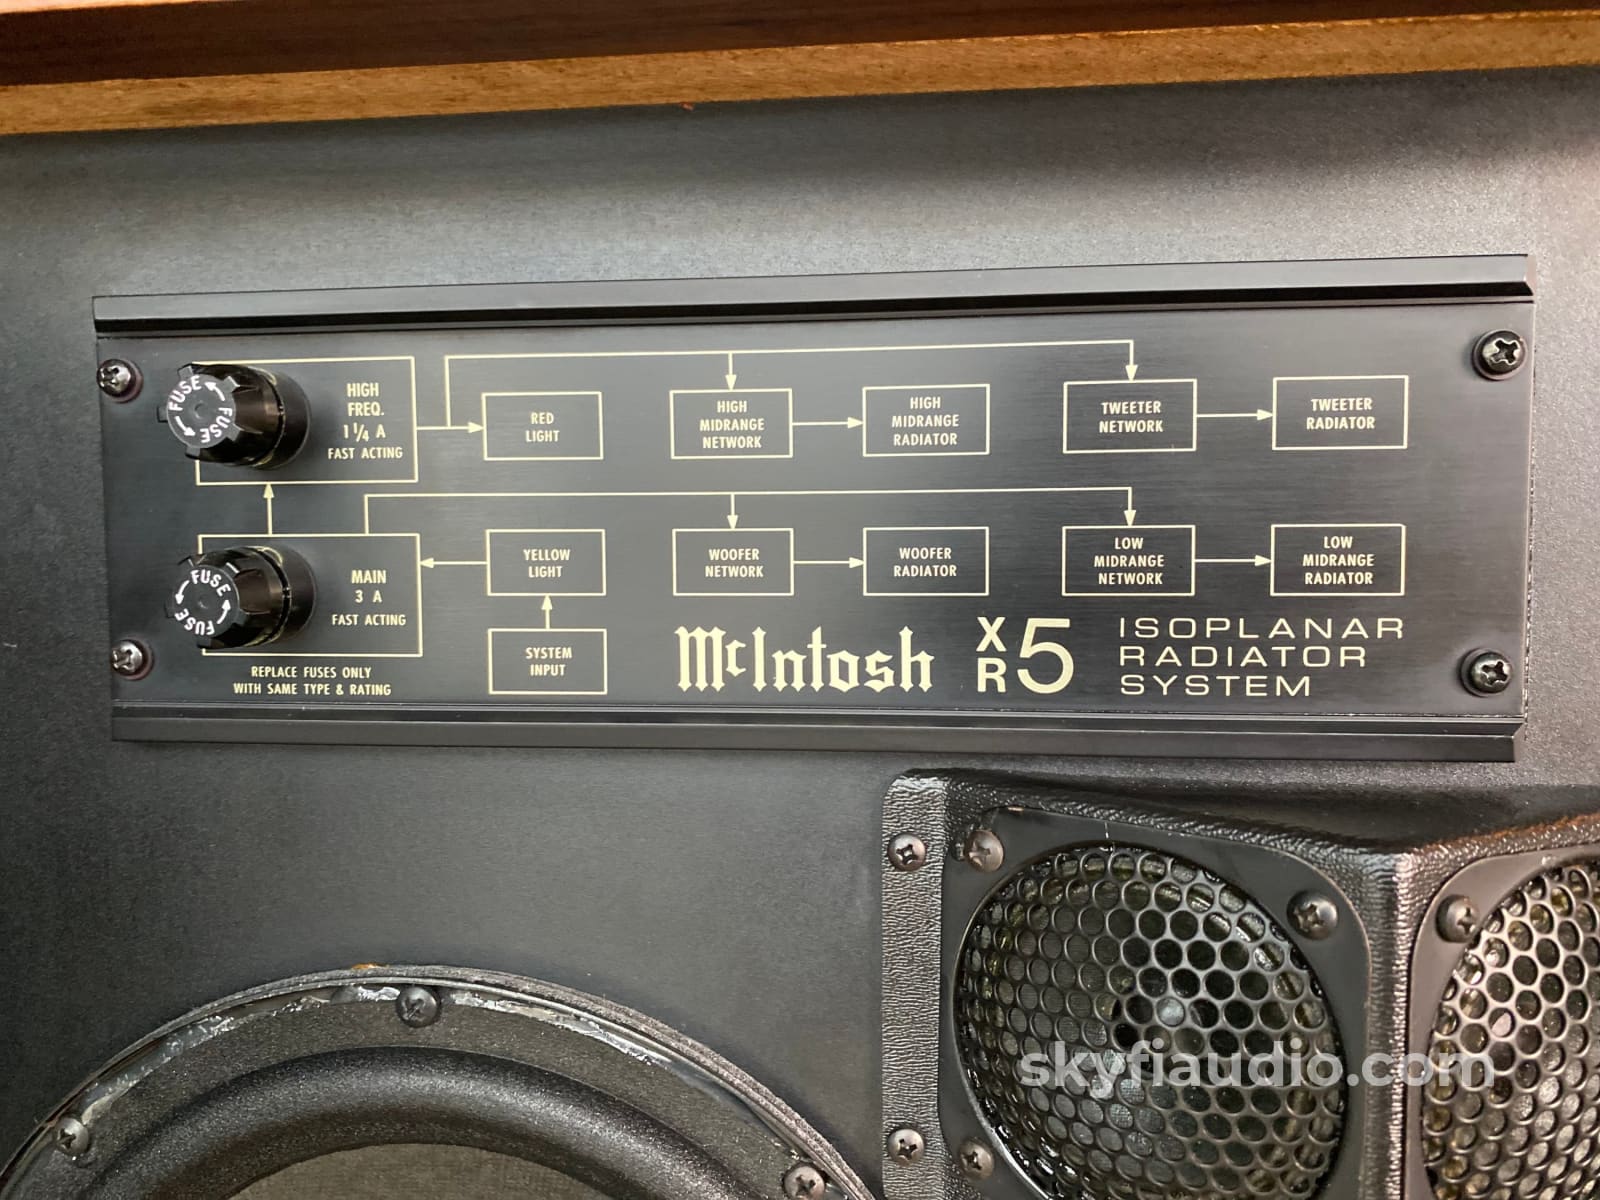 FUSE
FUSE
HIGH
FREQ.
1 1/4 A
FAST ACTING
RED
LIGHT
HIGH
MIDRANGE
NETWORK
HIGH
MIDRANGE
RADIATOR
TWEETER
NETWORK
TWEETER
RADIATOR
FUSE
FUSE
MAIN
3 A
FAST ACTING
REPLACE FUSES ONLY
WITH SAME TYPE & RATING
YELLOW
LIGHT
SYSTEM
INPUT
WOOFER
NETWORK
WOOFER
RADIATOR
LOW
MIDRANGE
NETWORK
LOW
MIDRANGE
RADIATOR
McIntosh
XR5
ISOPLANAR
RADIATOR
SYSTEM
skyfiaudio.com